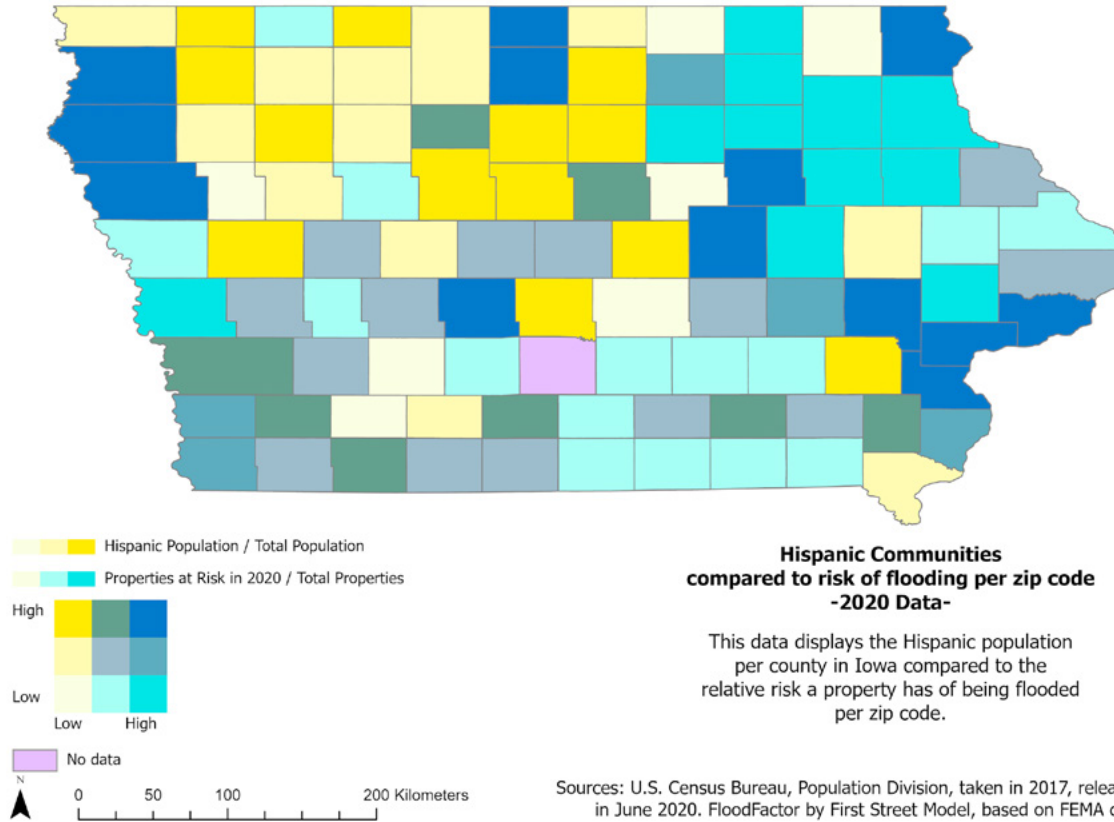 Hispanic Population / Total Population
Properties at Risk in 2020 / Total Properties
High
Low
Low High
No data
N
0 50 100 200 Kilometers
Hispanic Communities
compared to risk of flooding per zip code
-2020 Data-
This data displays the Hispanic population
per county in Iowa compared to the
relative risk a property has of being flooded
per zip code.
Sources: U.S. Census Bureau, Population Division, taken in 2017,
in June 2020. FloodFactor by First Street Model, based on FEMA